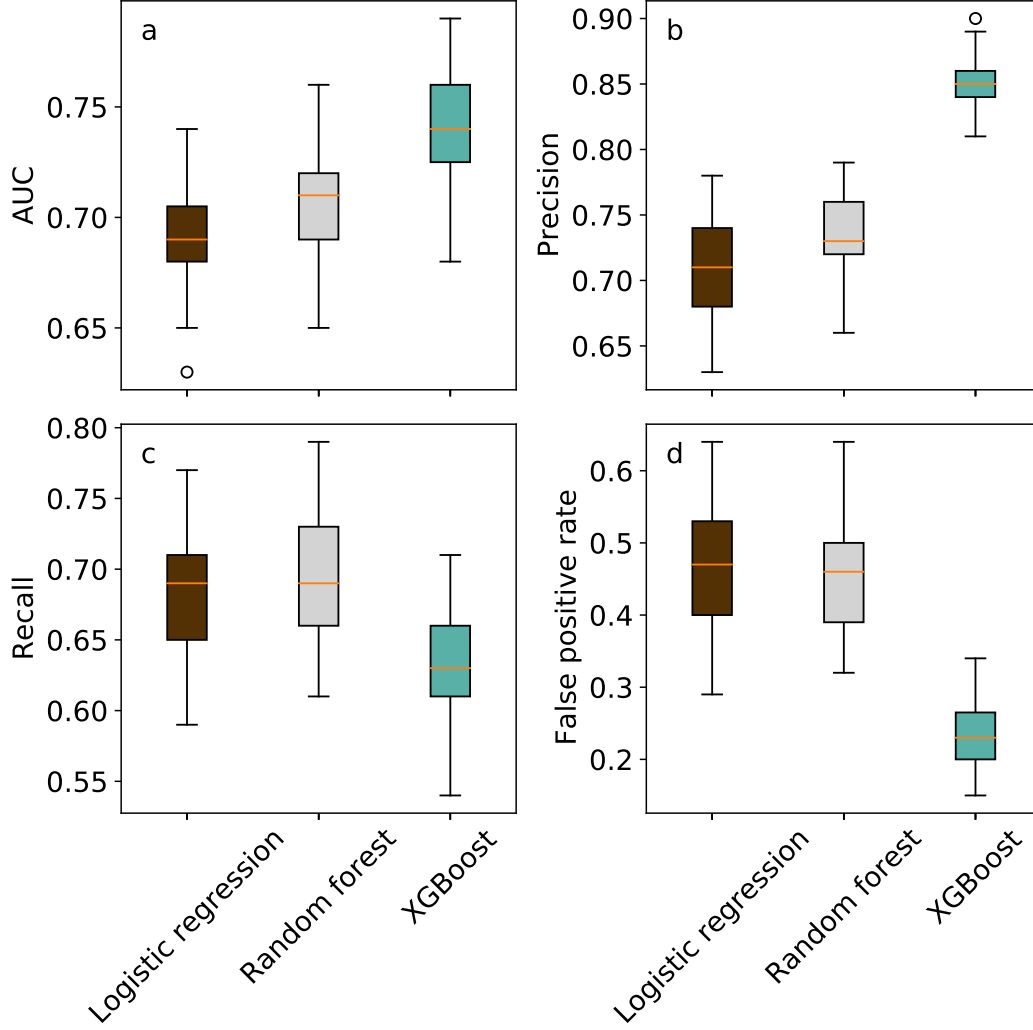 a
AUC
0.75
0.70
0.65
b
Precision
0.90
0.85
0.80
0.75
0.70
0.65
c
Recall
0.80
0.75
0.70
0.65
0.60
0.55
d
False positive rate
0.6
0.5
0.4
0.3
0.2
Logistic regression
Random forest
XGBoost
Logistic regression
Random forest
XGBoost